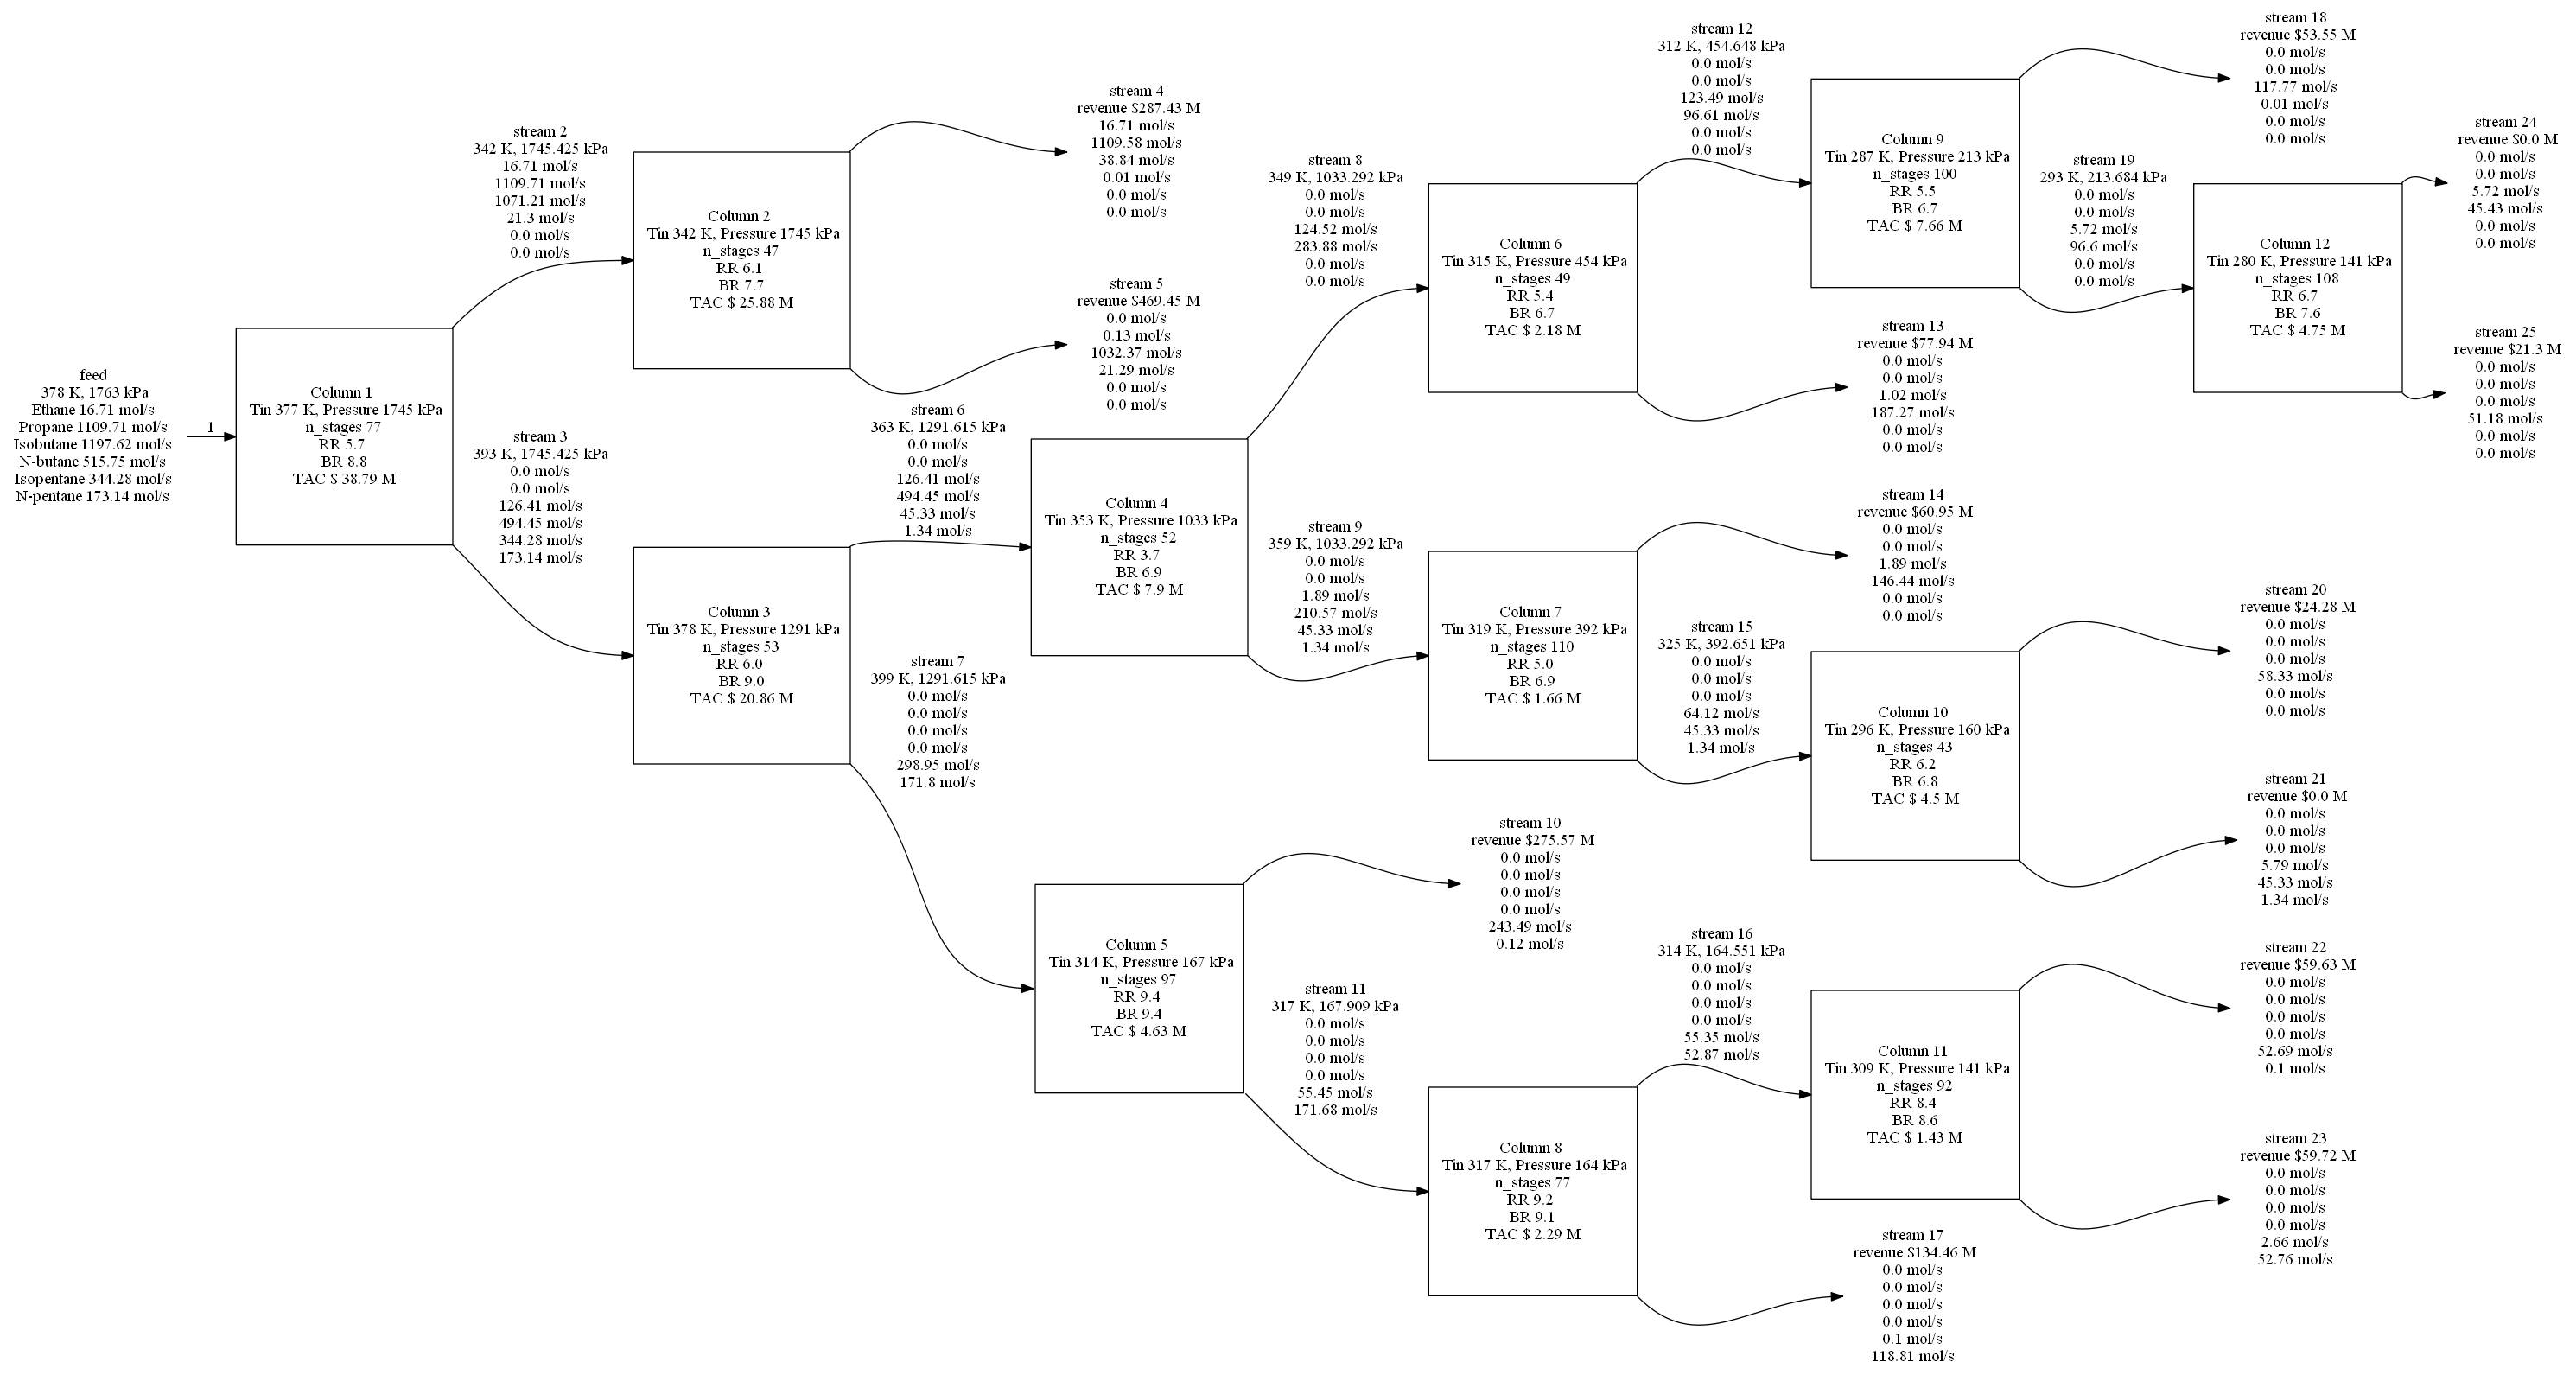 feed
378 K, 1763 kPa
Ethane 16.71 mol/s
Propane 1109.71 mol/s
Isobutane 1197.62 mol/s
N-butane 515.75 mol/s
Isopentane 344.28 mol/s
N-pentane 173.14 mol/s
1
Column 1
Tin 377 K, Pressure 1745 kPa
n_stages 77
RR 5.7
BR 8.8
TAC $ 38.79 M
stream 2
342 K, 1745.425 kPa
16.71 mol/s
1109.71 mol/s
1071.21 mol/s
21.3 mol/s
0.0 mol/s
0.0 mol/s
stream 3
393 K, 1745.425 kPa
0.0 mol/s
0.0 mol/s
126.41 mol/s
494.45 mol/s
344.28 mol/s
173.14 mol/s
Column 2
Tin 342 K, Pressure 1745 kPa
n_stages 47
RR 6.1
BR 7.7
TAC $ 25.88 M
Column 3
Tin 378 K, Pressure 1291 kPa
n_stages 53
RR 6.0
BR 9.0
TAC $ 20.86 M
stream 4
revenue $287.43 M
16.71 mol/s
1109.58 mol/s
38.84 mol/s
0.01 mol/s
0.0 mol/s
0.0 mol/s
stream 5
revenue $469.45 M
0.0 mol/s
0.13 mol/s
1032.37 mol/s
21.29 mol/s
0.0 mol/s
0.0 mol/s
stream 6
363 K, 1291.615 kPa
0.0 mol/s
0.0 mol/s
126.41 mol/s
494.45 mol/s
45.33 mol/s
1.34 mol/s
stream 7
399 K, 1291.615 kPa
0.0 mol/s
0.0 mol/s
0.0 mol/s
0.0 mol/s
298.95 mol/s
171.8 mol/s
Column 4
Tin 353 K, Pressure 1033 kPa
n_stages 52
RR 3.7
BR 6.9
TAC $ 7.9 M
Column 5
Tin 314 K, Pressure 167 kPa
n_stages 97
RR 9.4
BR 9.4
TAC $ 4.63 M
stream 8
349 K, 1033.292 kPa
0.0 mol/s
0.0 mol/s
124.52 mol/s
283.88 mol/s
0.0 mol/s
0.0 mol/s
stream 9
359 K, 1033.292 kPa
0.0 mol/s
0.0 mol/s
1.89 mol/s
210.57 mol/s
45.33 mol/s
1.34 mol/s
stream 10
revenue $275.57 M
0.0 mol/s
0.0 mol/s
0.0 mol/s
0.0 mol/s
243.49 mol/s
0.12 mol/s
stream 11
317 K, 167.909 kPa
0.0 mol/s
0.0 mol/s
0.0 mol/s
0.0 mol/s
55.45 mol/s
171.68 mol/s
Column 6
Tin 315 K, Pressure 454 kPa
n_stages 49
RR 5.4
BR 6.7
TAC $ 2.18 M
Column 7
Tin 319 K, Pressure 392 kPa
n_stages 110
RR 5.0
BR 6.9
TAC $ 1.66 M
Column 8
Tin 317 K, Pressure 164 kPa
n_stages 77
RR 9.2
BR 9.1
TAC $ 2.29 M
stream 12
312 K, 454.648 kPa
0.0 mol/s
0.0 mol/s
123.49 mol/s
96.61 mol/s
0.0 mol/s
0.0 mol/s
stream 13
revenue $77.94 M
0.0 mol/s
0.0 mol/s
1.02 mol/s
187.27 mol/s
0.0 mol/s
0.0 mol/s
stream 14
revenue $60.95 M
0.0 mol/s
0.0 mol/s
1.89 mol/s
146.44 mol/s
0.0 mol/s
0.0 mol/s
stream 15
325 K, 392.651 kPa
0.0 mol/s
0.0 mol/s
0.0 mol/s
64.12 mol/s
45.33 mol/s
1.34 mol/s
stream 16
314 K, 164.551 kPa
0.0 mol/s
0.0 mol/s
0.0 mol/s
0.0 mol/s
55.35 mol/s
52.87 mol/s
stream 17
revenue $134.46 M
0.0 mol/s
0.0 mol/s
0.0 mol/s
0.0 mol/s
0.1 mol/s
118.81 mol/s
Column 9
Tin 287 K, Pressure 213 kPa
n_stages 100
RR 5.5
BR 6.7
TAC $ 7.66 M
Column 10
Tin 296 K, Pressure 160 kPa
n_stages 43
RR 6.2
BR 6.8
TAC $ 4.5 M
Column 11
Tin 309 K, Pressure 141 kPa
n_stages 92
RR 8.4
BR 8.6
TAC $ 1.43 M
stream 18
revenue $53.55 M
0.0 mol/s
0.0 mol/s
117.77 mol/s
0.01 mol/s
0.0 mol/s
0.0 mol/s
stream 19
293 K, 213.684 kPa
0.0 mol/s
0.0 mol/s
5.72 mol/s
96.6 mol/s
0.0 mol/s
0.0 mol/s
stream 20
revenue $24.28 M
0.0 mol/s
0.0 mol/s
0.0 mol/s
58.33 mol/s
0.0 mol/s
0.0 mol/s
stream 21
revenue $0.0 M
0.0 mol/s
0.0 mol/s
0.0 mol/s
5.79 mol/s
45.33 mol/s
1.34 mol/s
stream 22
revenue $59.63 M
0.0 mol/s
0.0 mol/s
0.0 mol/s
0.0 mol/s
52.69 mol/s
0.1 mol/s
stream 23
revenue $59.72 M
0.0 mol/s
0.0 mol/s
0.0 mol/s
0.0 mol/s
2.66 mol/s
52.76 mol/s
Column 12
Tin 280 K, Pressure 141 kPa
n_stages 108
RR 6.7
BR 7.6
TAC $ 4.75 M
stream 24
revenue $0.0 M
0.0 mol/s
0.0 mol/s
5.72 mol/s
45.43 mol/s
0.0 mol/s
0.0 mol/s
stream 25
revenue $21.3 M
0.0 mol/s
0.0 mol/s
0.0 mol/s
51.18 mol/s
0.0 mol/s
0.0 mol/s